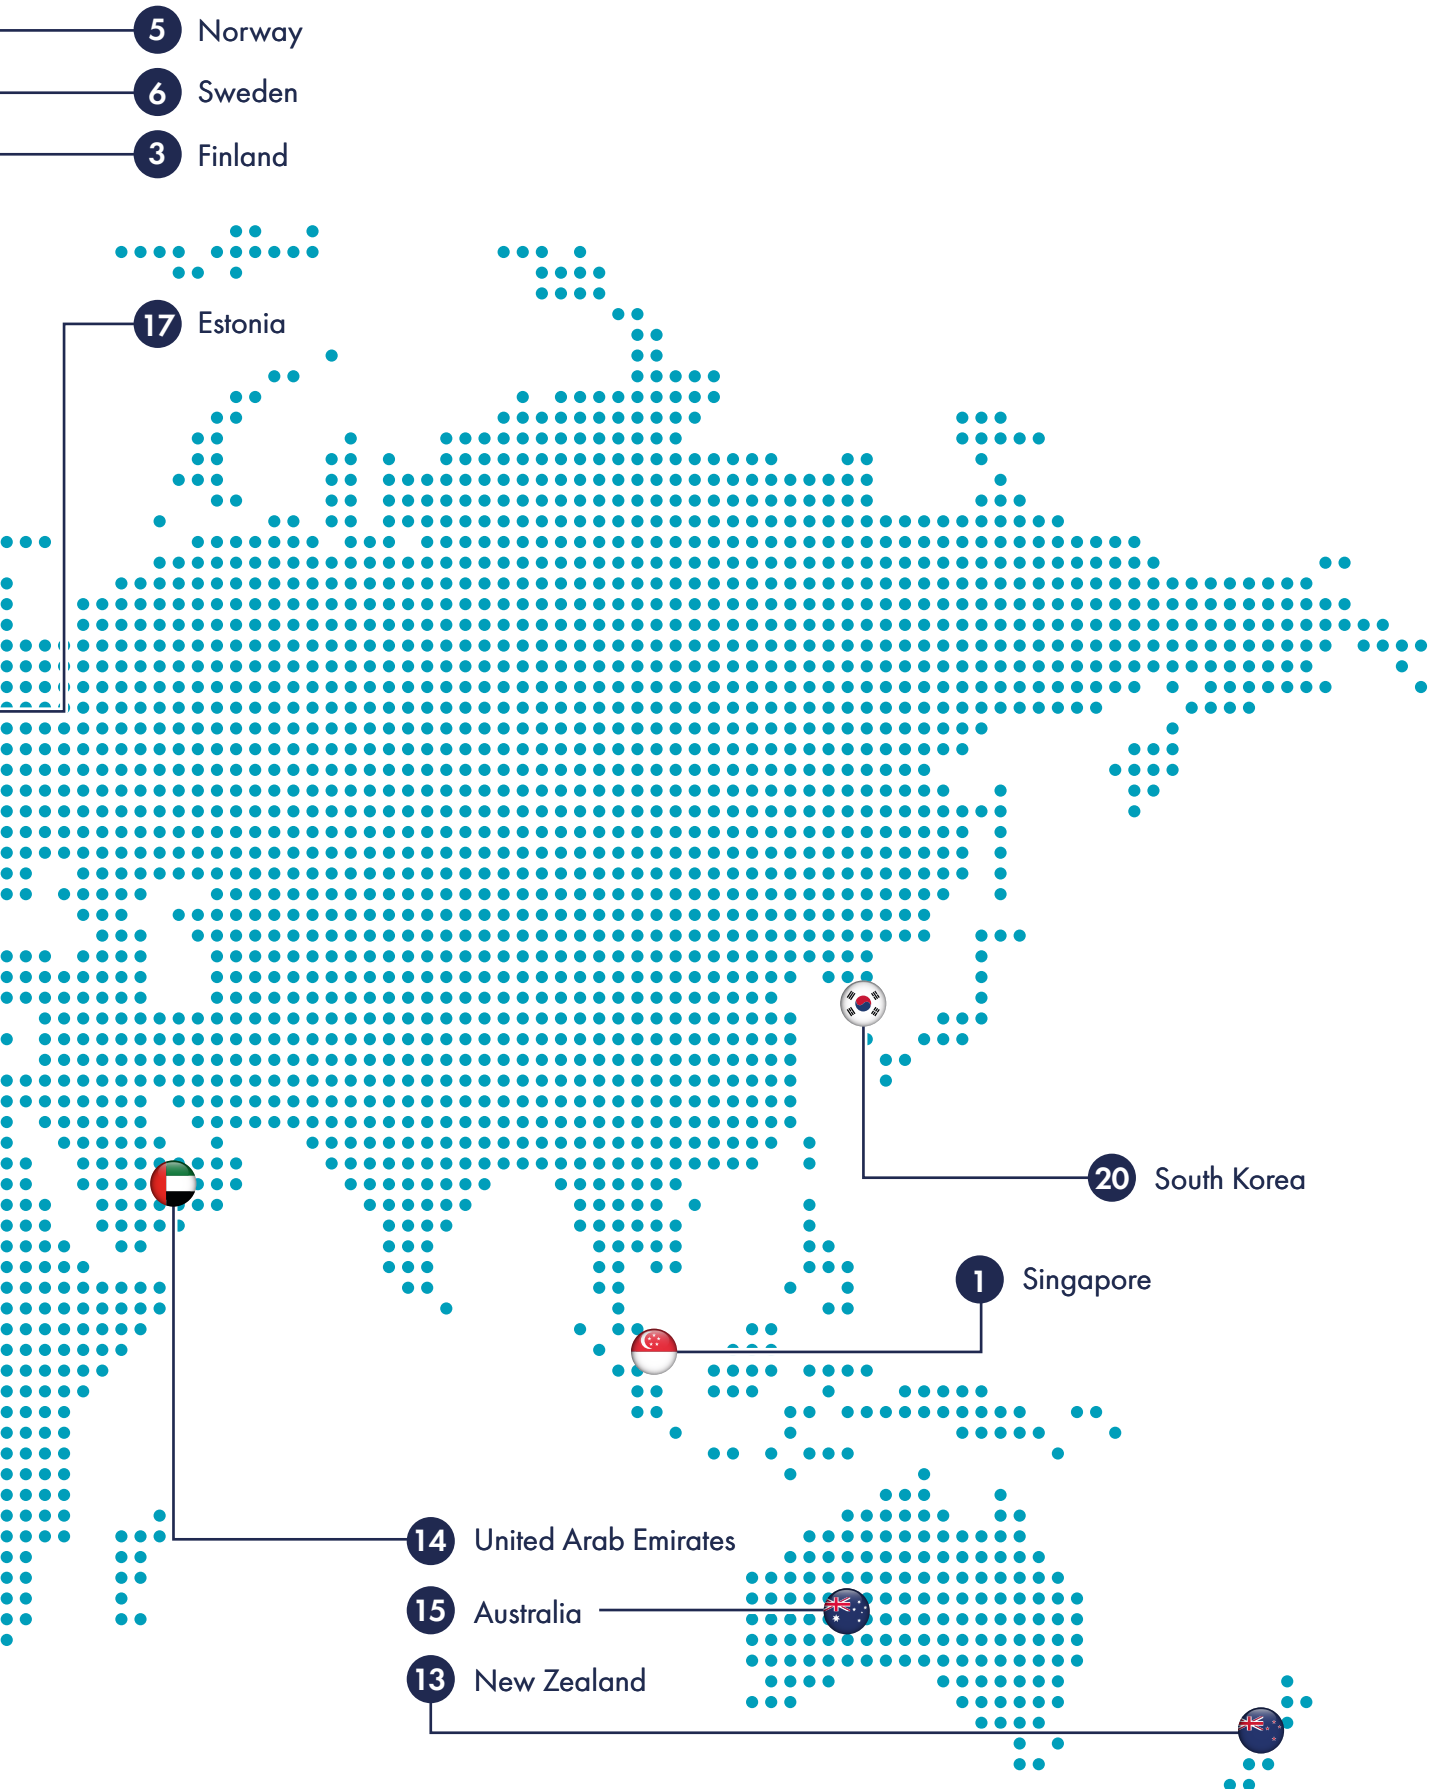 5 Norway
6 Sweden
3 Finland
17 Estonia
20 South Korea
1 Singapore
14 United Arab Emirates
15 Australia
13 New Zealand